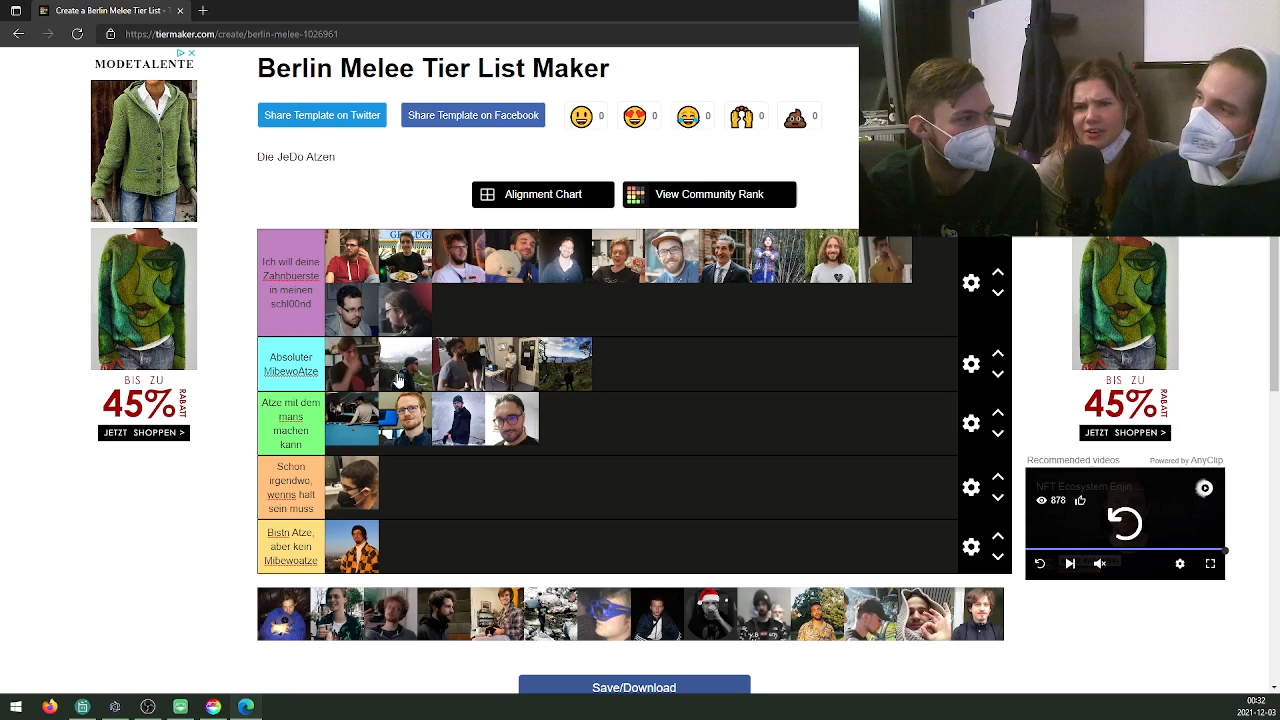 Create a Berlin Melee Tier List -
https://tiermaker.com/create/berlin-melee-1026961
MODETALENTE
Berlin Melee Tier List Maker
Share Template on Twitter
Share Template on Facebook
0
0
0
0
0
Die JeDo Atzen
Alignment Chart
View Community Rank
Ich will deine
Zahnbuerste
in meinen
schl00nd
Absoluter
MibewoAtze
Atze mit dem
mans
machen
kann
Schon
irgendwo,
wenns halt
sein muss
Bistn Atze,
aber kein
Mibewoatze
BIS ZU
45%
RABATT
JETZT SHOPPEN >
BIS ZU
45%
RABATT
JETZT SHOPPEN >
Recommended videos
Powered by AnyClip
NFT Ecosystem Enjin ...
878
Save/Download
00:32
2021-12-03